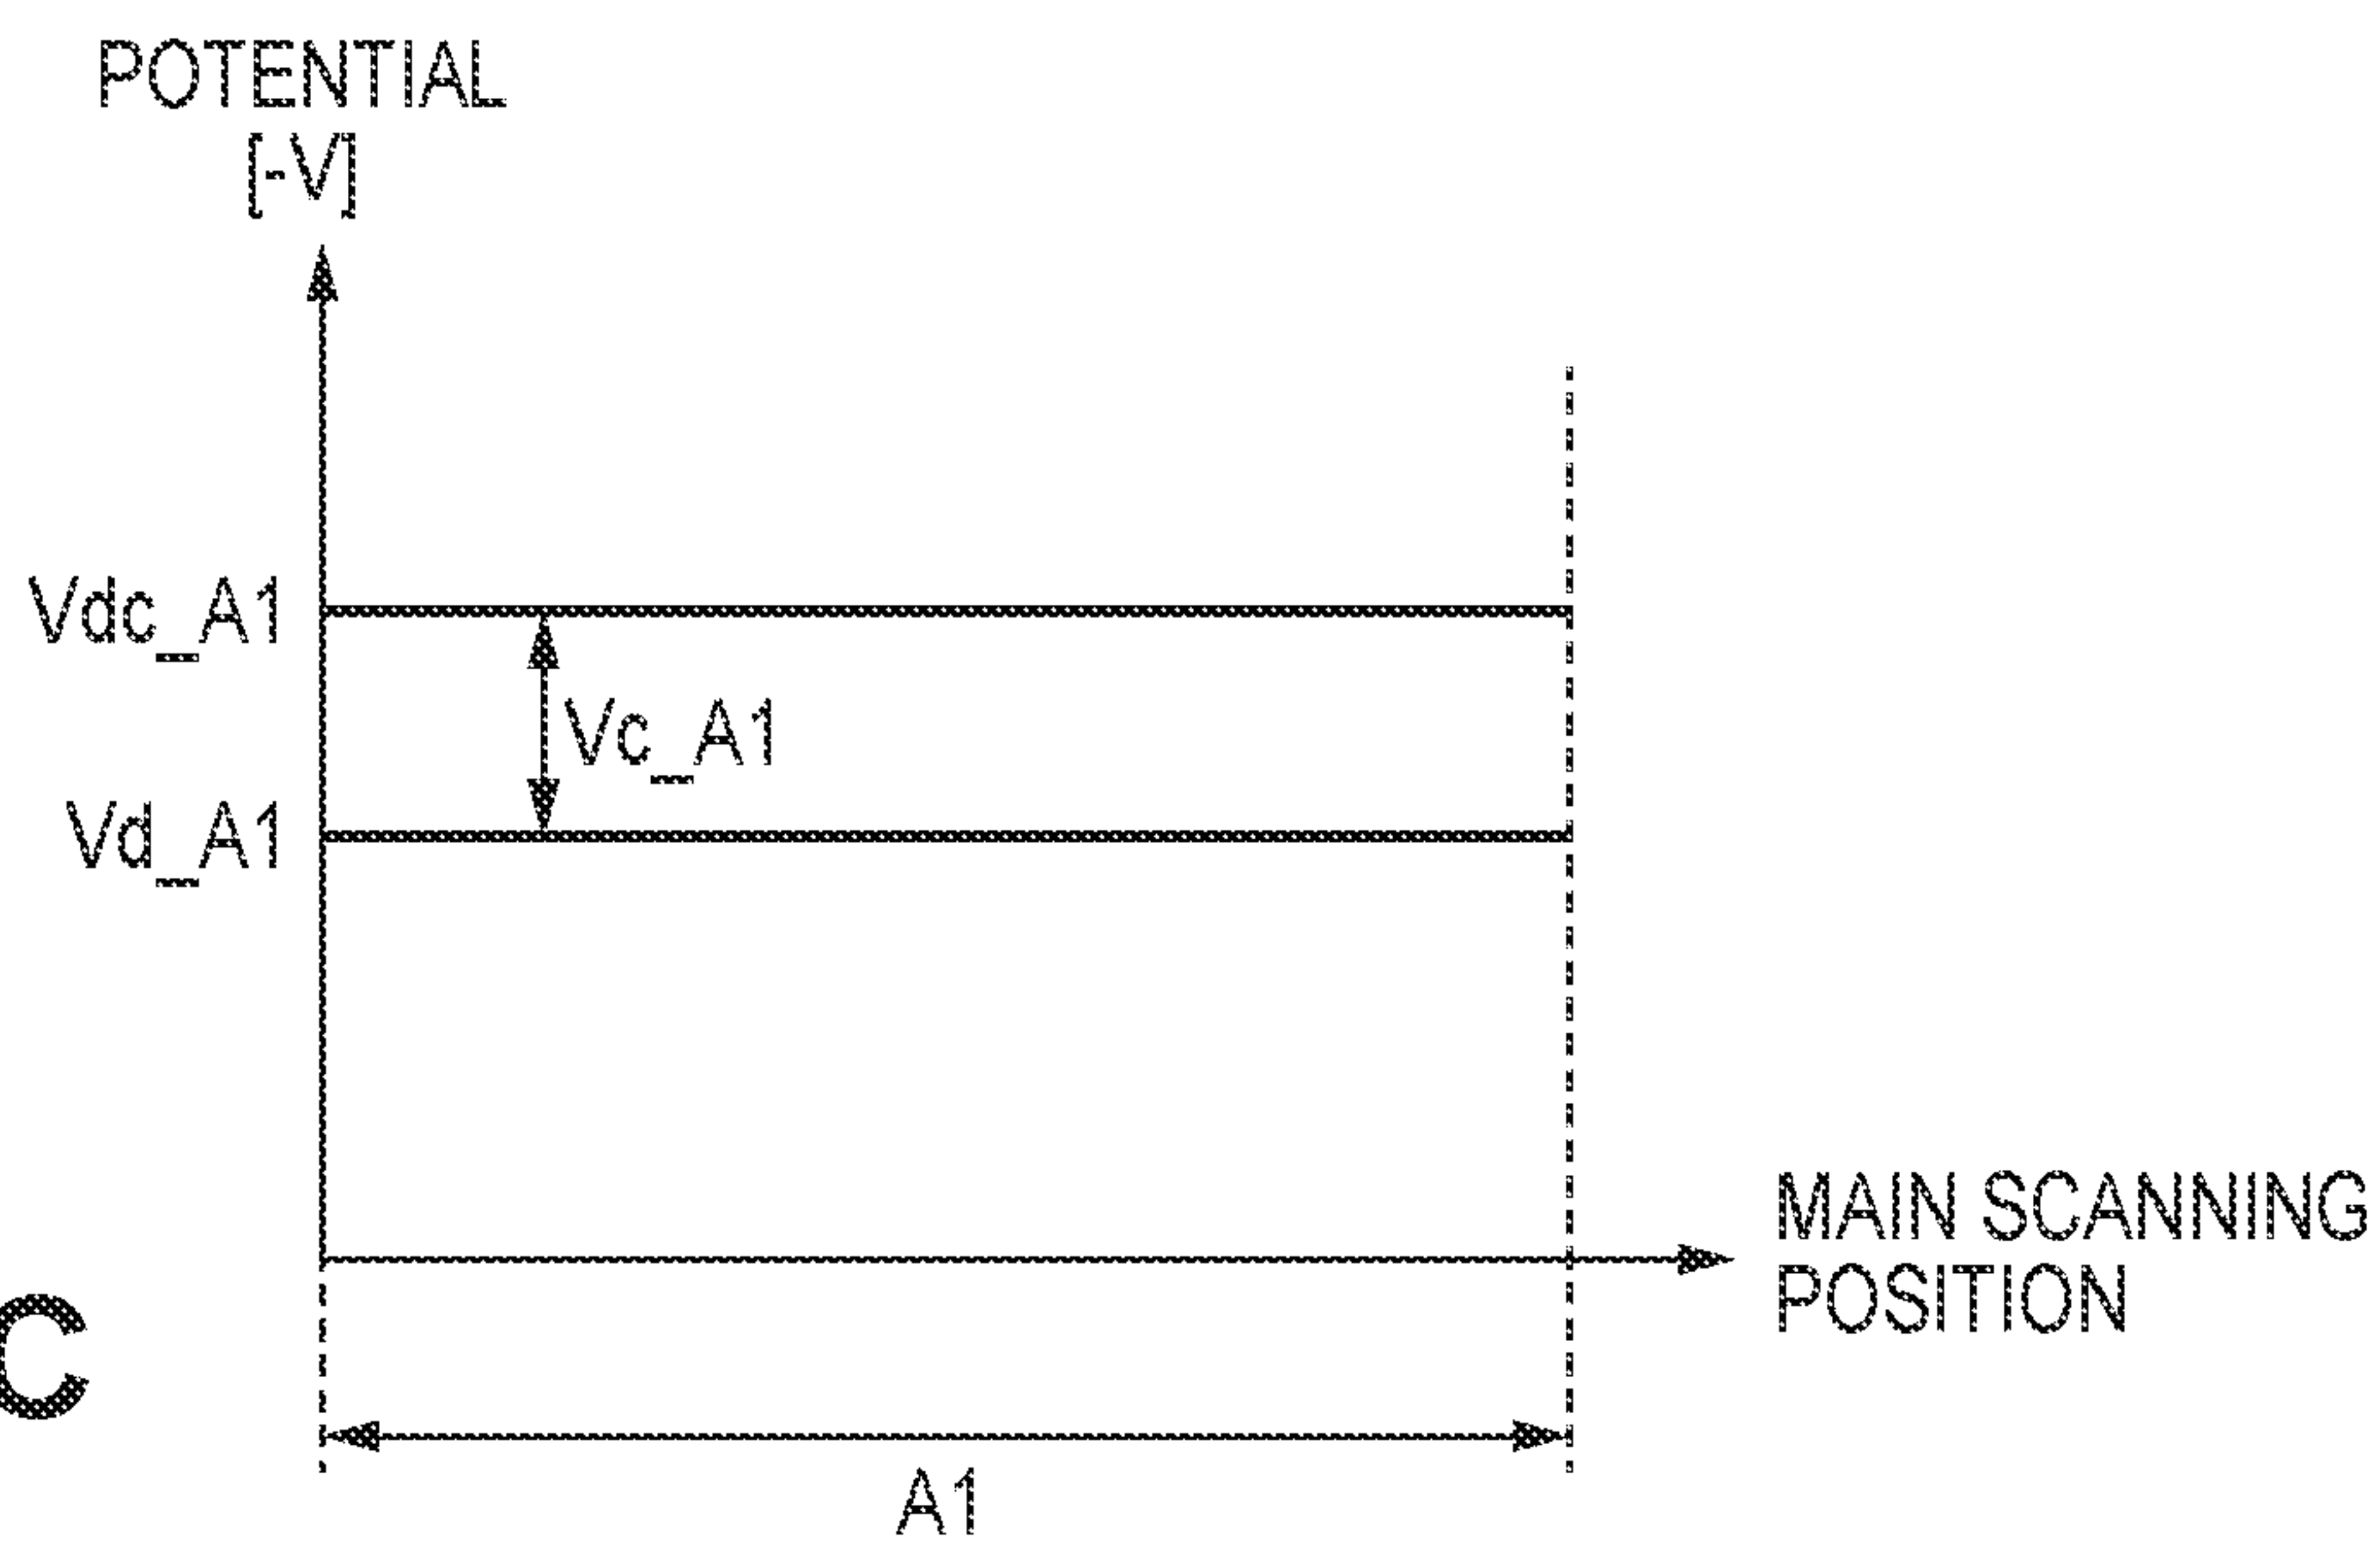 POTENTIAL
[-V]
Vdc_A1
Vc_A1
Vd_A1
MAIN SCANNING
POSITION
C
A1